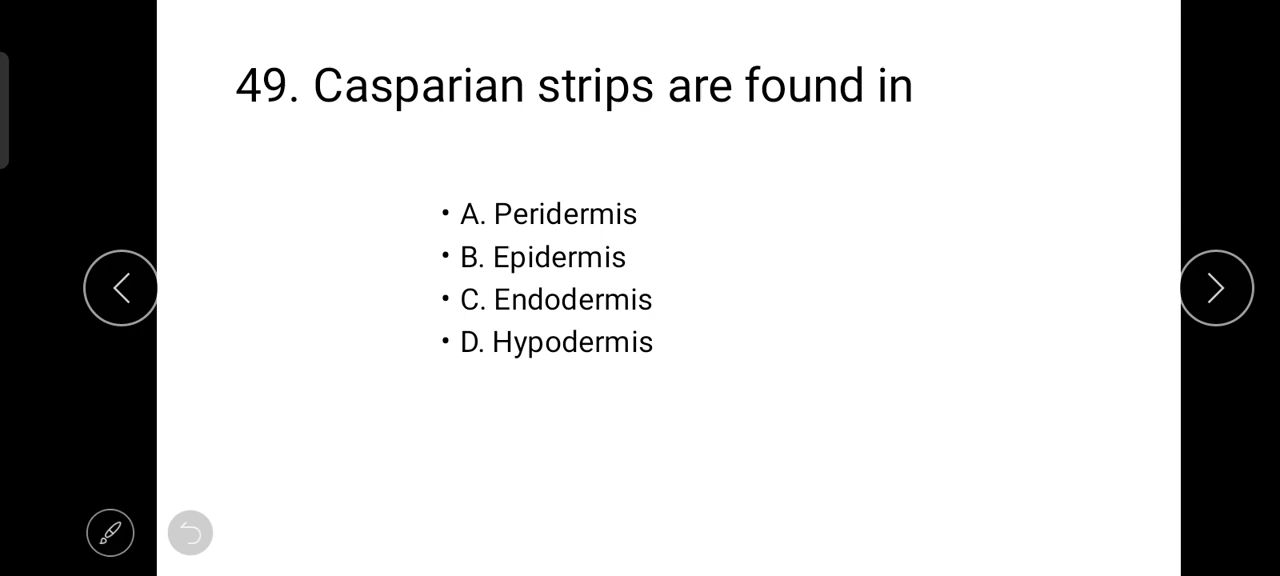 49. Casparian strips are found in
• A. Peridermis
• B. Epidermis
• C. Endodermis
• D. Hypodermis